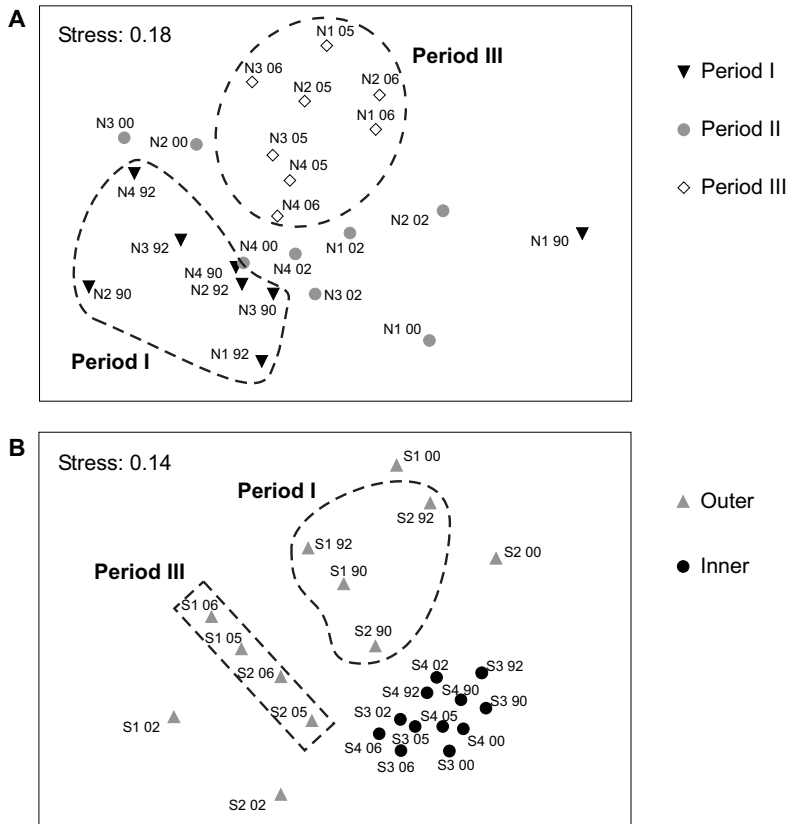 A
Stress: 0.18
N1 05
Period III
N3 06
N2 05
N2 06
N1 06
N3 00
N2 00
N3 05
N4 05
N4 92
N4 06
N2 02
N3 92
N4 00
N1 02
N1 90
N4 90
N4 02
N2 92
N2 90
N3 90
N3 02
N1 00
N1 92
Period I
Period I
Period II
Period III
B
Stress: 0.14
S1 00
Period I
S2 92
S1 92
S2 00
S1 90
Period III
S1 06
S1 05
S2 90
S2 06
S4 02
S3 92
S4 92
S4 90
S3 90
S2 05
S3 02
S4 05
S1 02
S4 06
S3 05
S4 00
S3 06
S3 00
S2 02
Outer
Inner